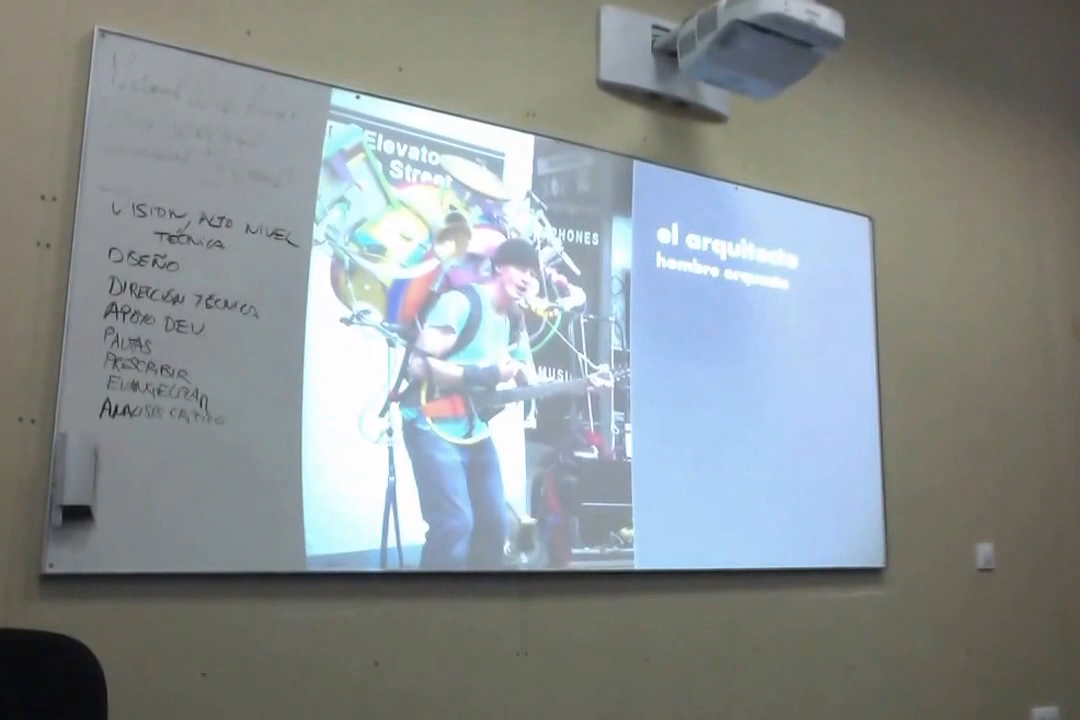 VISION, ALTO NIVEL
TÉCNICA
DISEÑO
DIRECCIÓN TÉCNICA
APOYO DEV
PAUTAS
PRESCRIBIR
EVANGELIZAR
ANALISIS CRITICO
Elevato
Street
PHONES
MUSI
el arquitecto
hombre orquesta